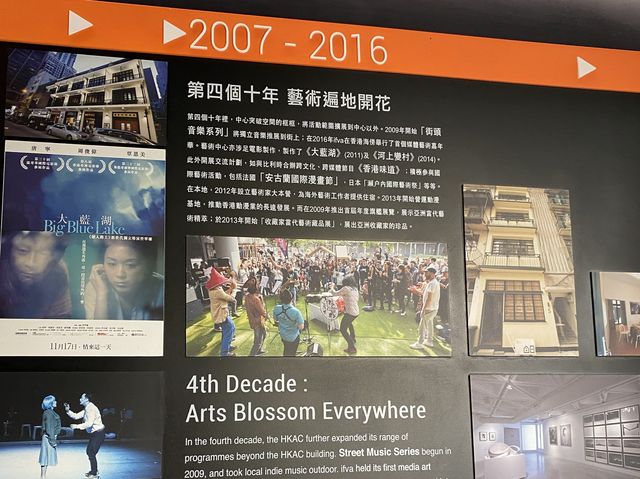 2007 - 2016
第四個十年 藝術遍地開花
第四個十年裡，中心突破空間的框框，將活動範圍擴展到中心以外。2009年開始「街頭
音樂系列」將獨立音樂推展到街上；在2016年ifva在香港海傍舉行了首個媒體藝術嘉年
華。藝術中心亦涉足電影製作，製作了《大藍湖》(2011)及《河上變村》(2014)。
此外開展交流計劃，如與比利時合辦跨文化、跨媒體節目《香港味道》；積極參與國
際藝術活動，包括法國「安古蘭國際漫畫節」，日本「瀨戶內國際藝術祭」等等。
在本地，2012年設立藝術家大本營，為海外藝術工作者提供住宿。2013年開始營運動漫
基地，推動香港動漫業的長遠發展。而在2009年推出首屆年度旗艦展覽，展示亞洲當代藝
術精萃；於2013年開始「收藏家當代藝術藏品展」，展出亞洲收藏家的珍品。
唐寧 周俊偉 蔡思美
大藍湖
Big Blue Lake
11月17日，情來這一天
4th Decade :
Arts Blossom Everywhere
In the fourth decade, the HKAC further expanded its range of
programmes beyond the HKAC building. Street Music Series begun in
2009, and took local indie music outdoor. ifva held its first media art